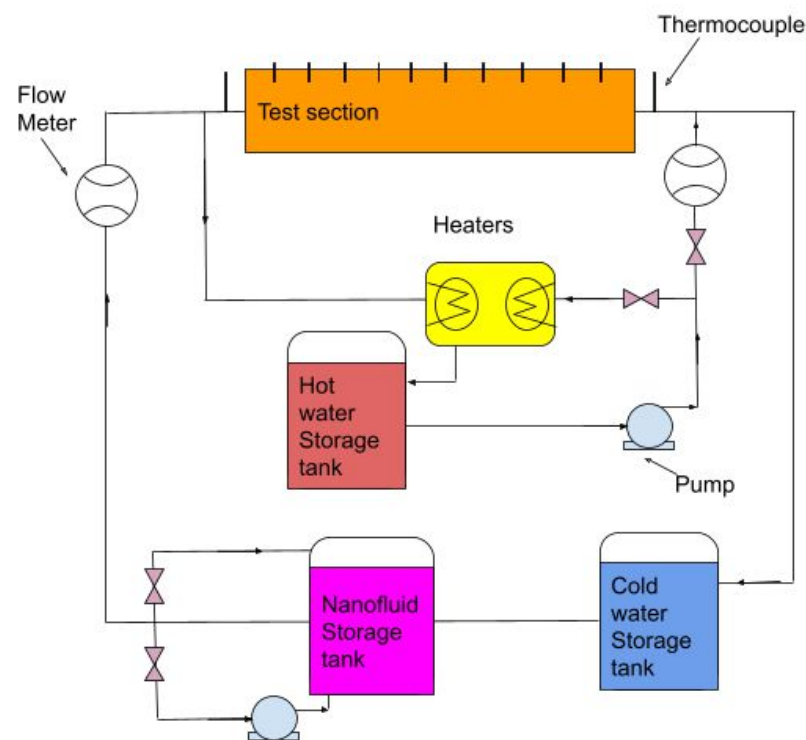 Thermocouple
Flow
Meter
Test section
Heaters
Hot
water
Storage
tank
Pump
Nanofluid
Storage
tank
Cold
water
Storage
tank